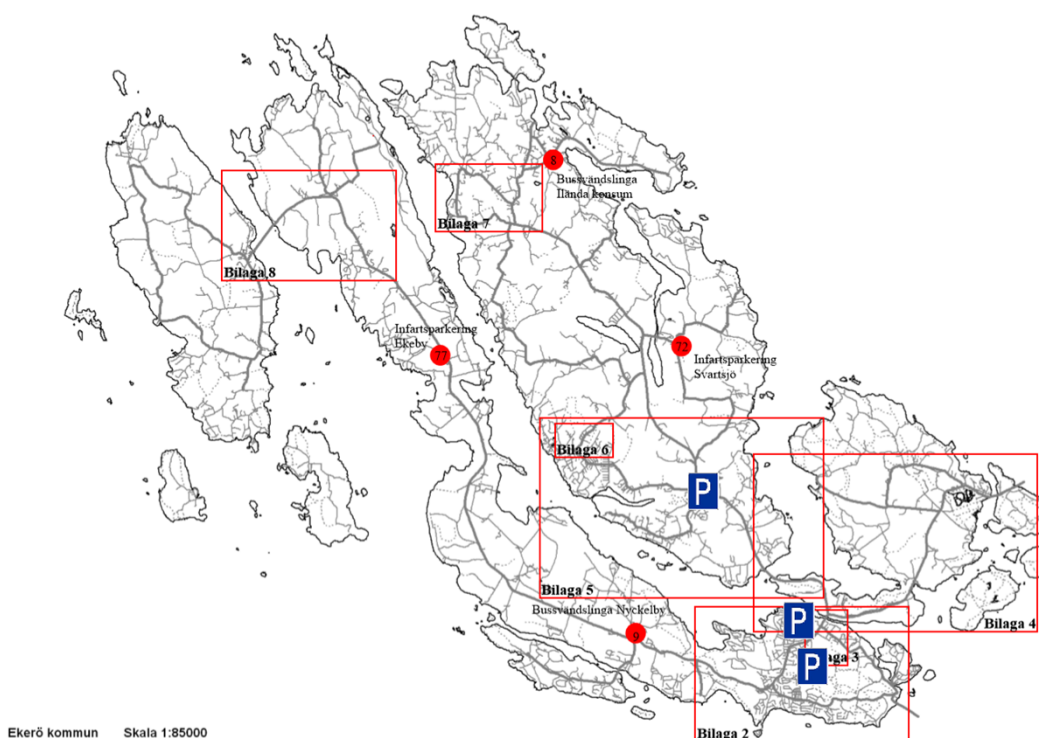 8
Bussvändslinga
Ilända konsum
Bilaga 7
Bilaga 8
Infartsparkering
Ekeby
77
72
Infartsparkering
Svartsjö
Bilaga 6
P
Bilaga 5
Bussvändslinga Nyckelby
9
P
Bilaga 4
aga 3
P
Bilaga 2
Ekerö kommun Skala 1:85000